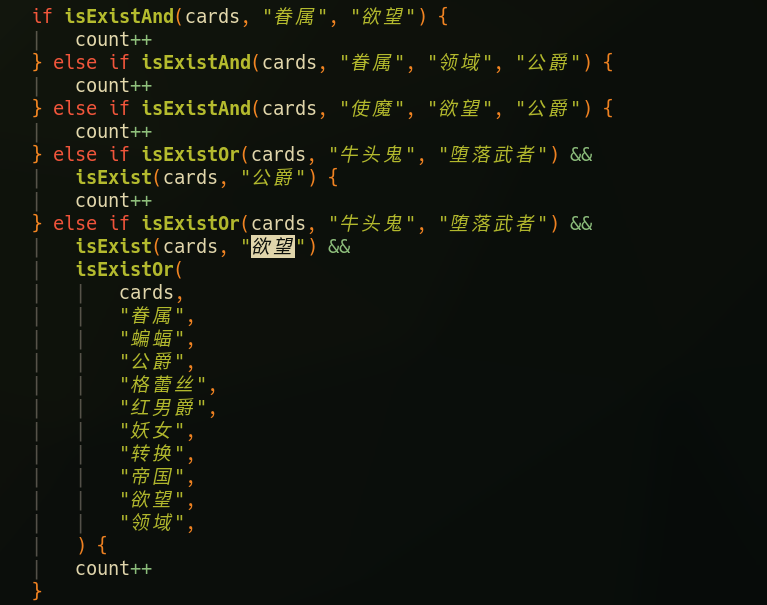 if isExistAnd(cards, "眷属", "欲望") {
count++
} else if isExistAnd(cards, "眷属", "领域", "公爵") {
count++
} else if isExistAnd(cards, "使魔", "欲望", "公爵") {
count++
} else if isExistOr(cards, "牛头鬼", "堕落武者") &&
isExist(cards, "公爵") {
count++
} else if isExistOr(cards, "牛头鬼", "堕落武者") &&
isExist(cards, "欲望") &&
isExistOr(
cards,
"眷属",
"蝙蝠",
"公爵",
"格蕾丝",
"红男爵",
"妖女",
"转换",
"帝国",
"欲望",
"领域",
) {
count++
}